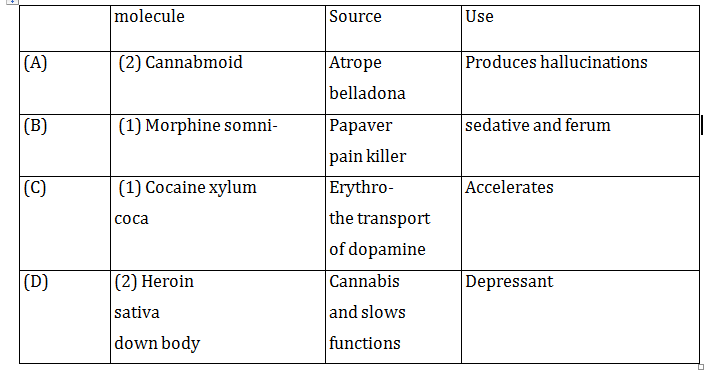 molecule Source Use
(A) (2) Cannabmoid Atrope Produces hallucinations
belladona
(B) (1) Morphine somni- Papaver sedative and ferum
pain killer
(C) (1) Cocaine xylum Erythro- Accelerates
coca the transport
of dopamine
(D) (2) Heroin Cannabis Depressant
sativa and slows
down body functions